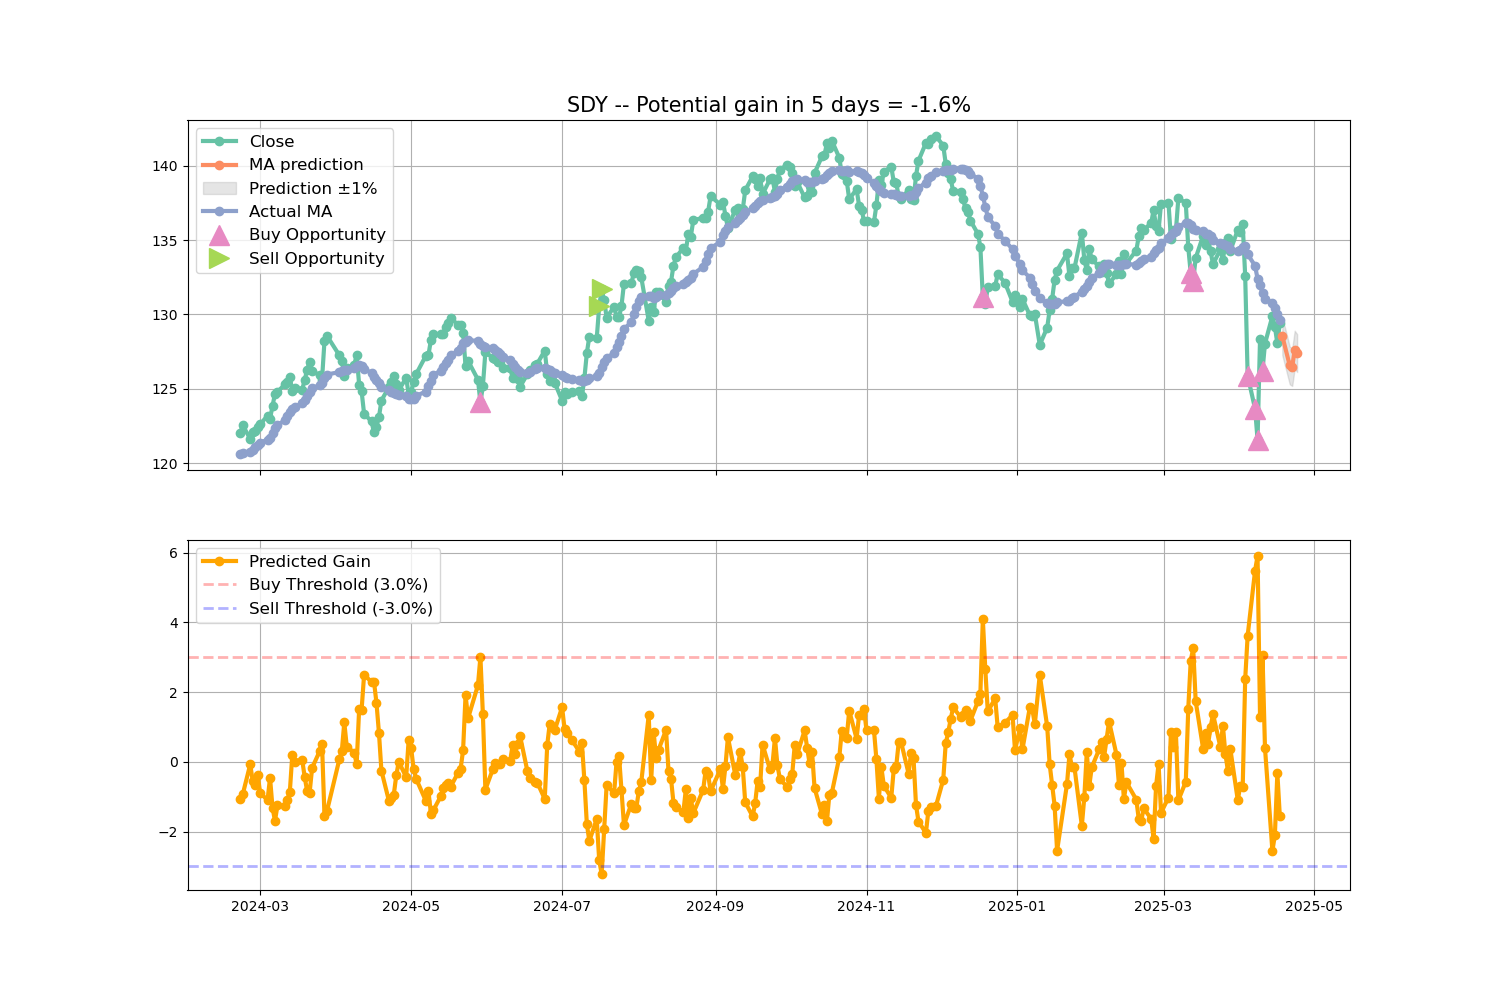 SDY -- Potential gain in 5 days = -1.6%
Close
MA prediction
Prediction ±1%
Actual MA
Buy Opportunity
Sell Opportunity
140
135
130
125
120
Predicted Gain
Buy Threshold (3.0%)
Sell Threshold (-3.0%)
6
4
2
0
−2
2024-03 2024-05 2024-07 2024-09 2024-11 2025-01 2025-03 2025-05